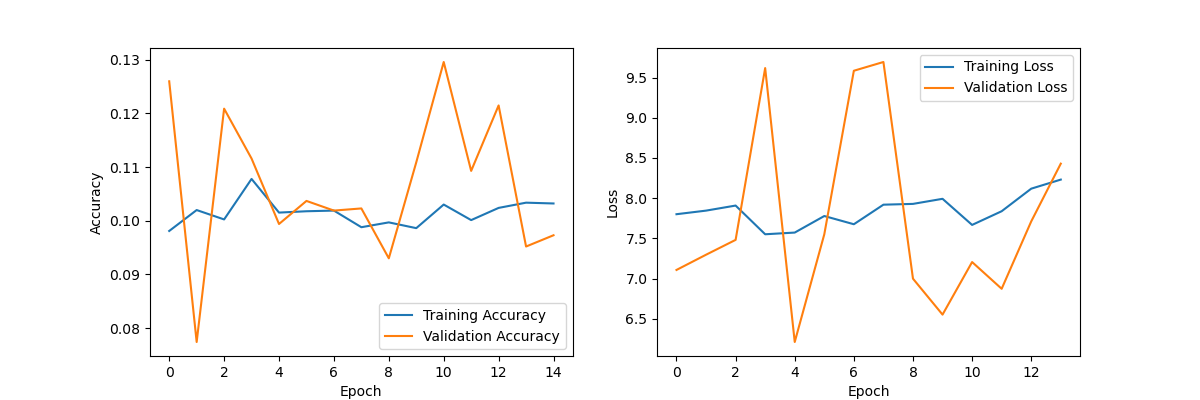 0.13
0.12
0.11
0.10
0.09
0.08
Accuracy
0 2 4 6 8 10 12 14
Epoch
Training Accuracy
Validation Accuracy
9.5
9.0
8.5
8.0
7.5
7.0
6.5
Loss
0 2 4 6 8 10 12
Epoch
Training Loss
Validation Loss